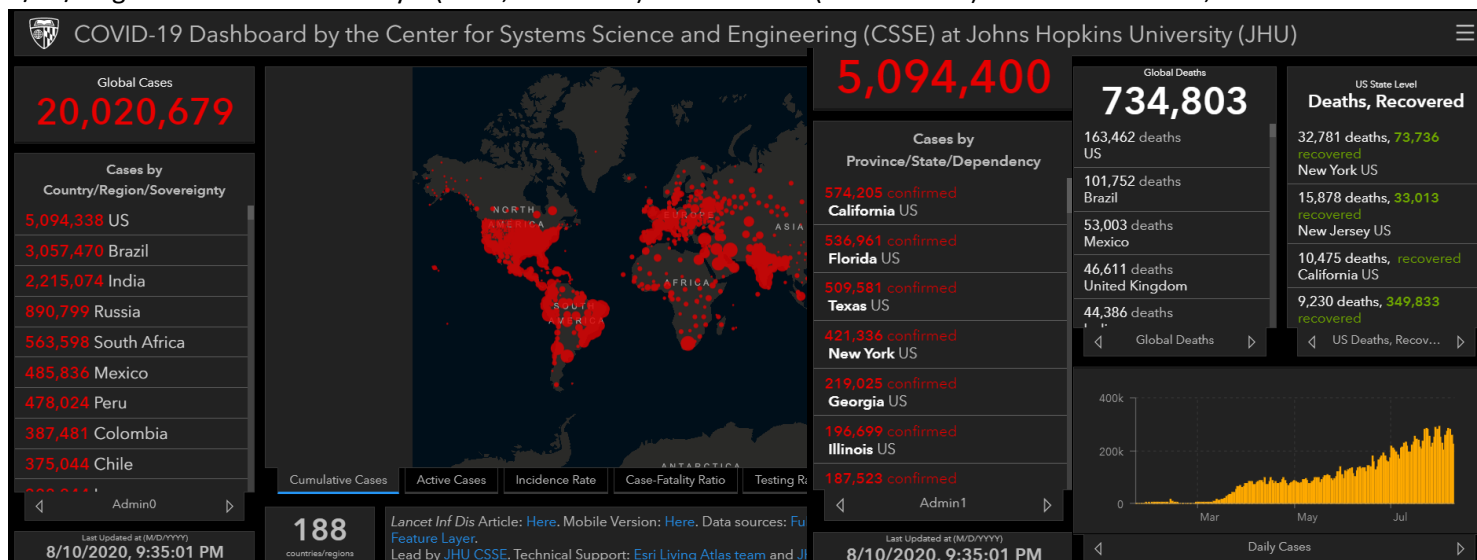 COVID-19 Dashboard by the Center for Systems Science and Engineering (CSSE) at Johns Hopkins University (JHU)
Global Cases
20,020,679
Cases by
Country/Region/Sovereignty
5,094,338 US
3,057,470 Brazil
2,215,074 India
890,799 Russia
563,598 South Africa
485,836 Mexico
478,024 Peru
387,481 Colombia
375,044 Chile
Admin0
Last Updated at (M/D/YYYY)
8/10/2020, 9:35:01 PM
NORTH
AMERICA
EUROPE
ASIA
AFRICA
SOUTH
AMERICA
ANTARCTICA
Cumulative Cases
Active Cases
Incidence Rate
Case-Fatality Ratio
Testing
188
countries/regions
Lancet Inf Dis Article: Here. Mobile Version: Here. Data sources:
Feature Layer.
Lead by JHU CSSE. Technical Support: Esri Living Atlas team and
5,094,400
Cases by
Province/State/Dependency
574,205 confirmed
California US
536,961 confirmed
Florida US
509,581 confirmed
Texas US
421,336 confirmed
New York US
219,025 confirmed
Georgia US
196,699 confirmed
Illinois US
187,523 confirmed
Admin1
Last Updated at (M/D/YYYY)
8/10/2020, 9:35:01 PM
Global Deaths
734,803
163,462 deaths
US
101,752 deaths
Brazil
53,003 deaths
Mexico
46,611 deaths
United Kingdom
44,386 deaths
Global Deaths
US State Level
Deaths, Recovered
32,781 deaths, 73,736
recovered
New York US
15,878 deaths, 33,013
recovered
New Jersey US
10,475 deaths, recovered
California US
9,230 deaths, 349,833
recovered
US Deaths, Recov...
400k
200k
0
Mar
May
Jul
Daily Cases